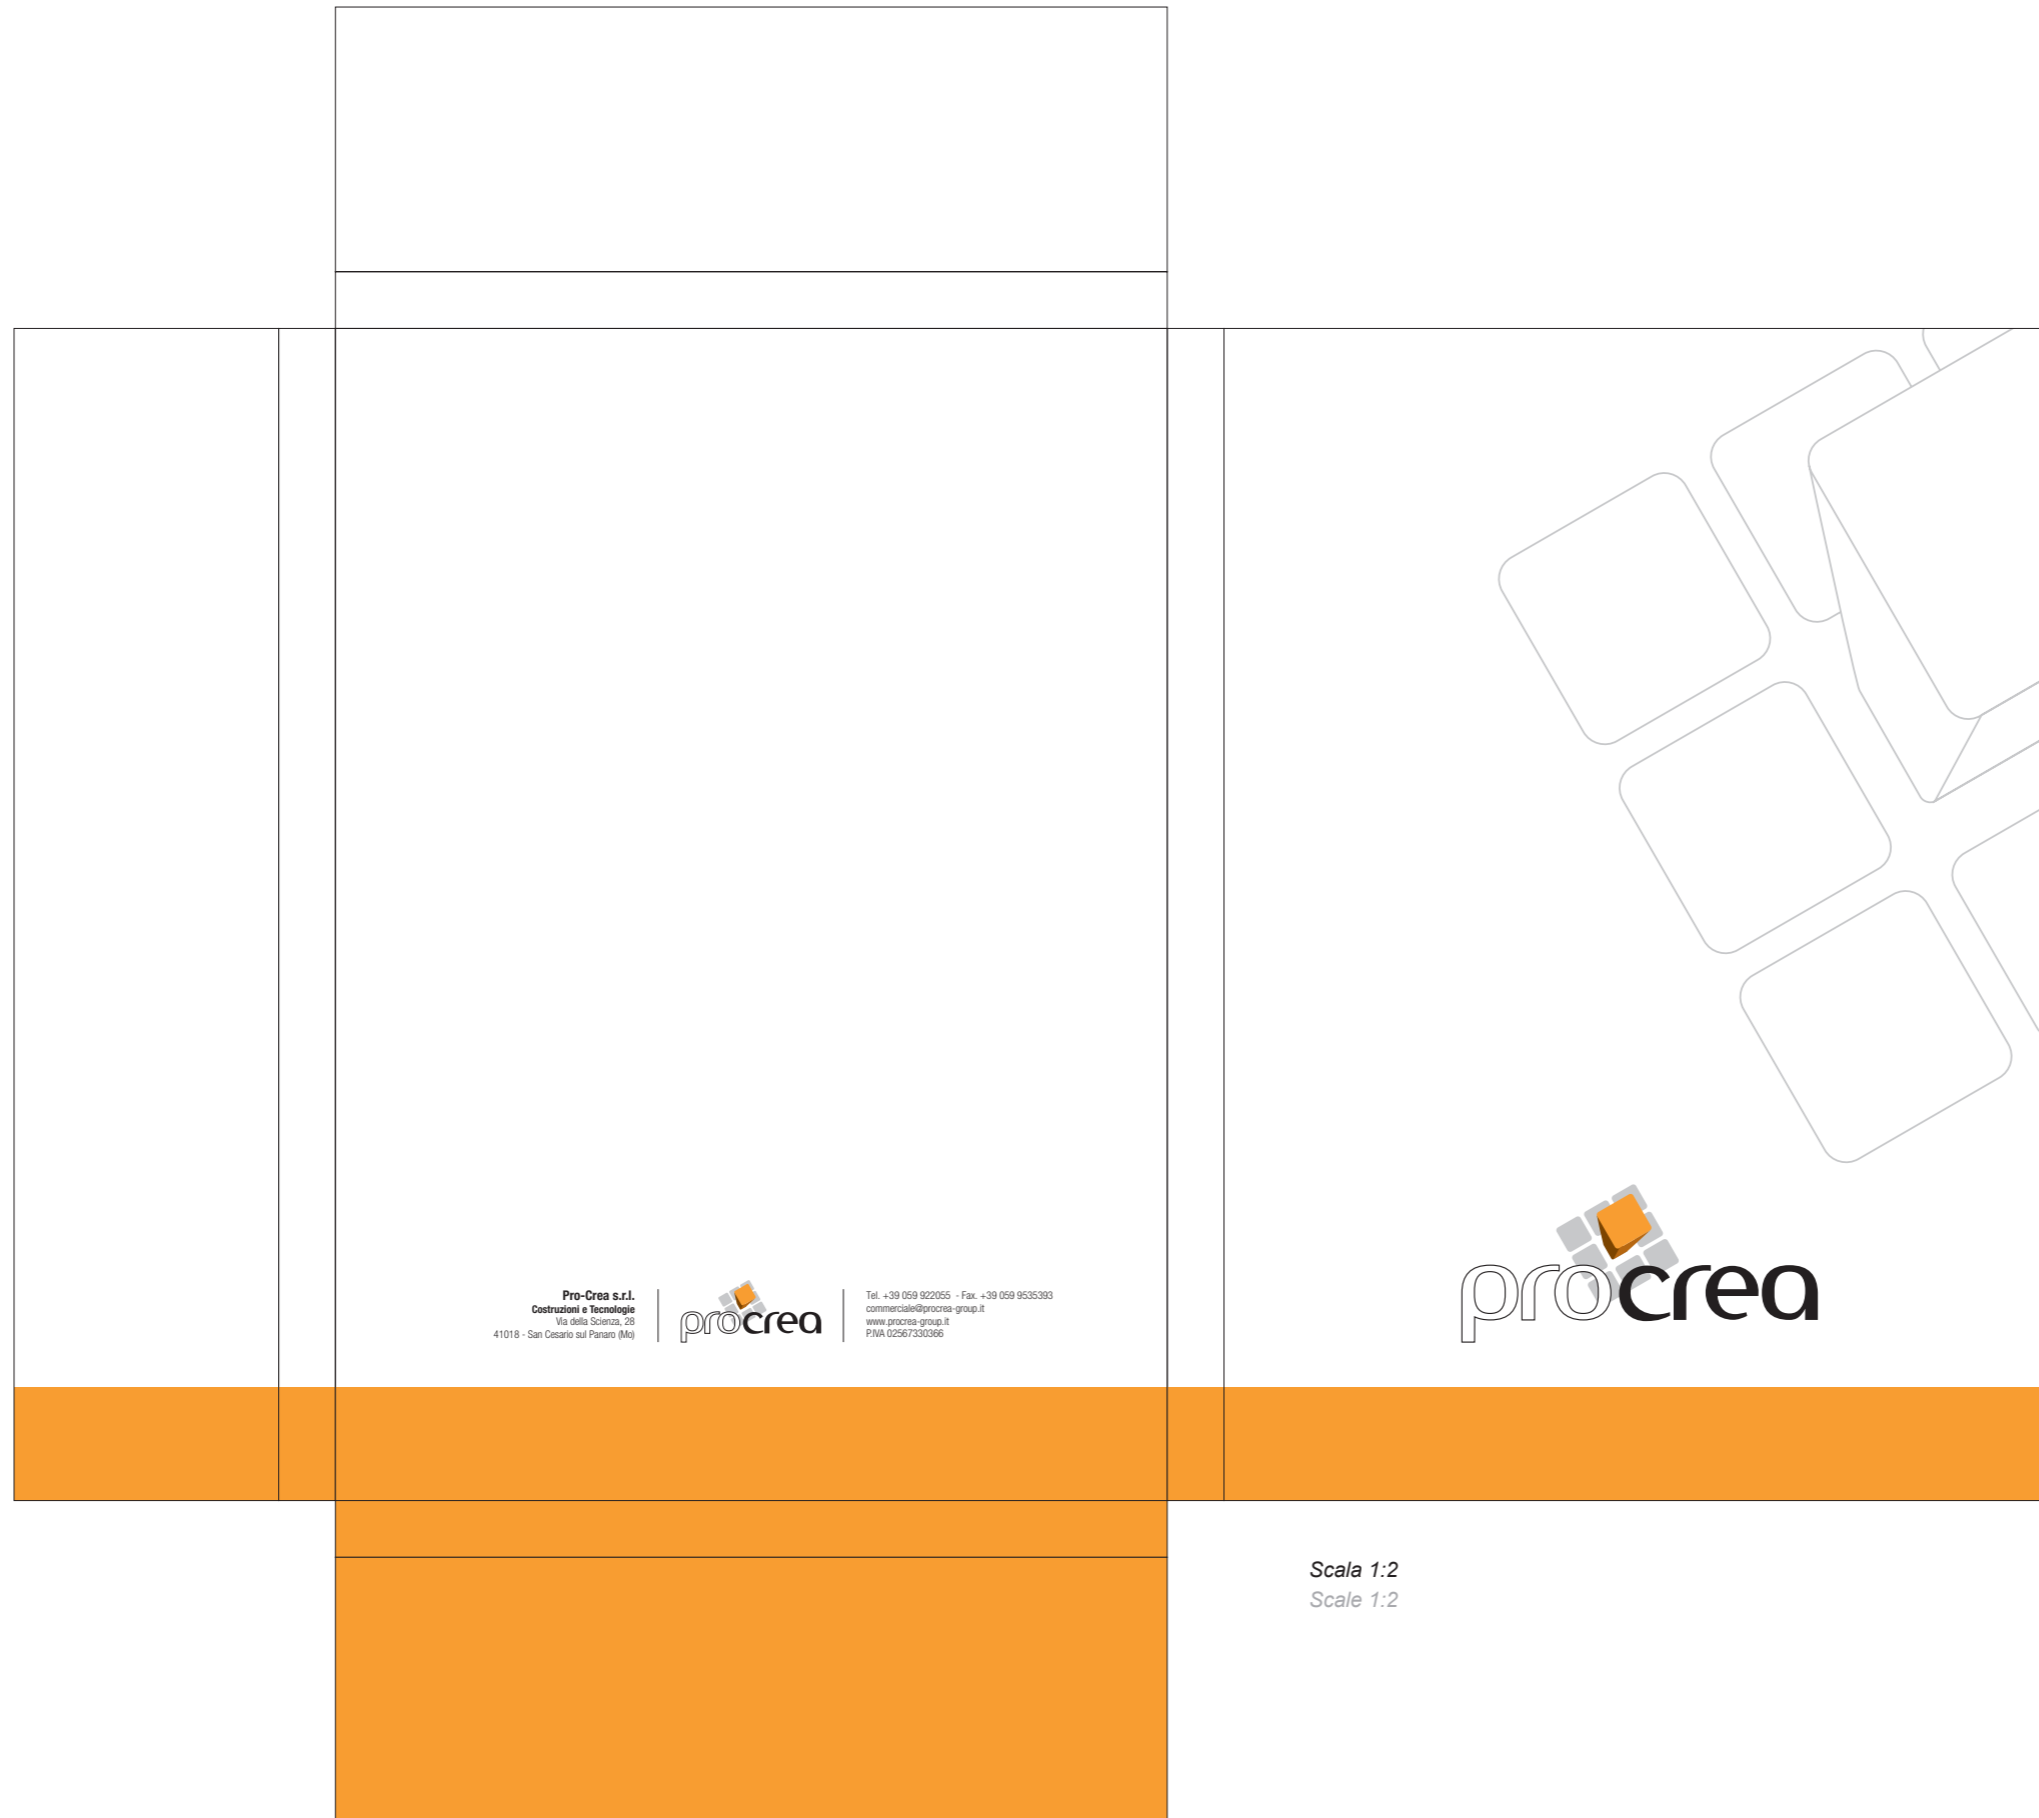 Pro-Crea s.r.l.
Costruzioni e Tecnologie
Via della Scienza, 28
41018 - San Cesario sul Panaro (Mo)
procrea
Tel. +39 059 922055 - Fax. +39 059 9535393
commerciale@procrea-group.it
www.procrea-group.it
P.IVA 02567330366
procrea
Scala 1:2
Scale 1:2